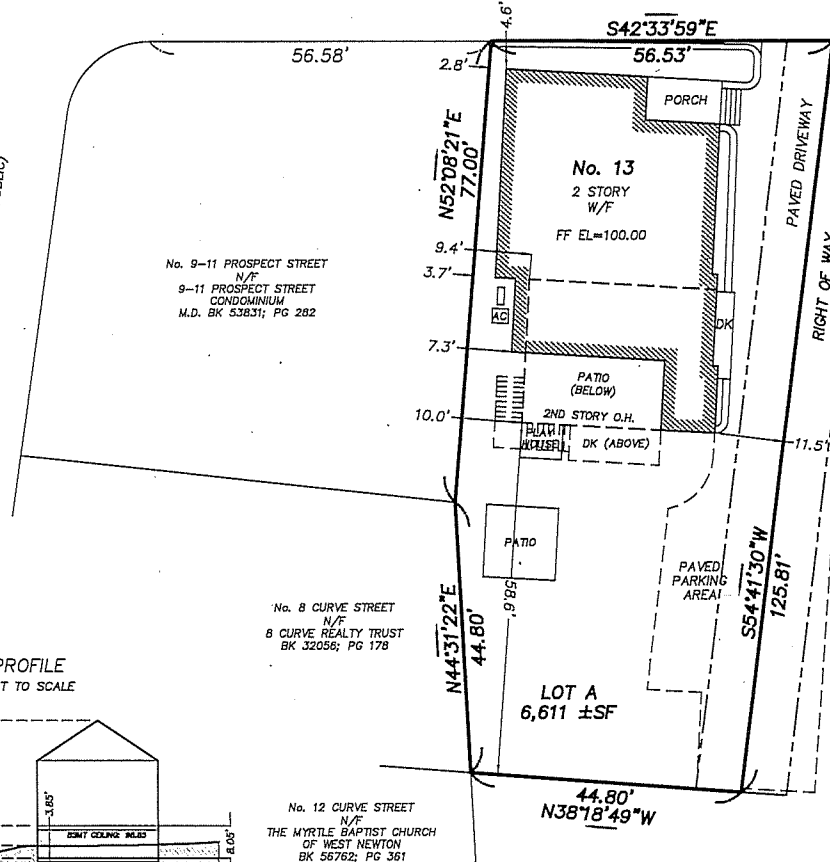 4.6'
S42°33'59"E
56.58'
56.53'
2.8'
PORCH
N52°08'21"E
77.00'
No. 13
2 STORY
W/F
FF EL=100.00
PAVED DRIVEWAY
RIGHT OF WAY
No. 9-11 PROSPECT STREET
N/F
9-11 PROSPECT STREET
CONDOMINIUM
M.D. BK 53831; PG 282
9.4'
3.7'
AC
DK
7.3'
PATIO
(BELOW)
10.0'
2ND STORY O.H.
PLAY
HOUSE
DK (ABOVE)
11.5'
PATIO
58.6'
PAVED
PARKING
AREA
S54°41'30"W
125.81'
No. 8 CURVE STREET
N/F
8 CURVE REALTY TRUST
BK 32056; PG 178
N44°31'22"E
44.80'
PROFILE
T TO SCALE
LOT A
6,611 ±SF
3.85'
8.05'
44.80'
N38°18'49"W
No. 12 CURVE STREET
N/F
THE MYRTLE BAPTIST CHURCH
OF WEST NEWTON
BK 56762; PG 361